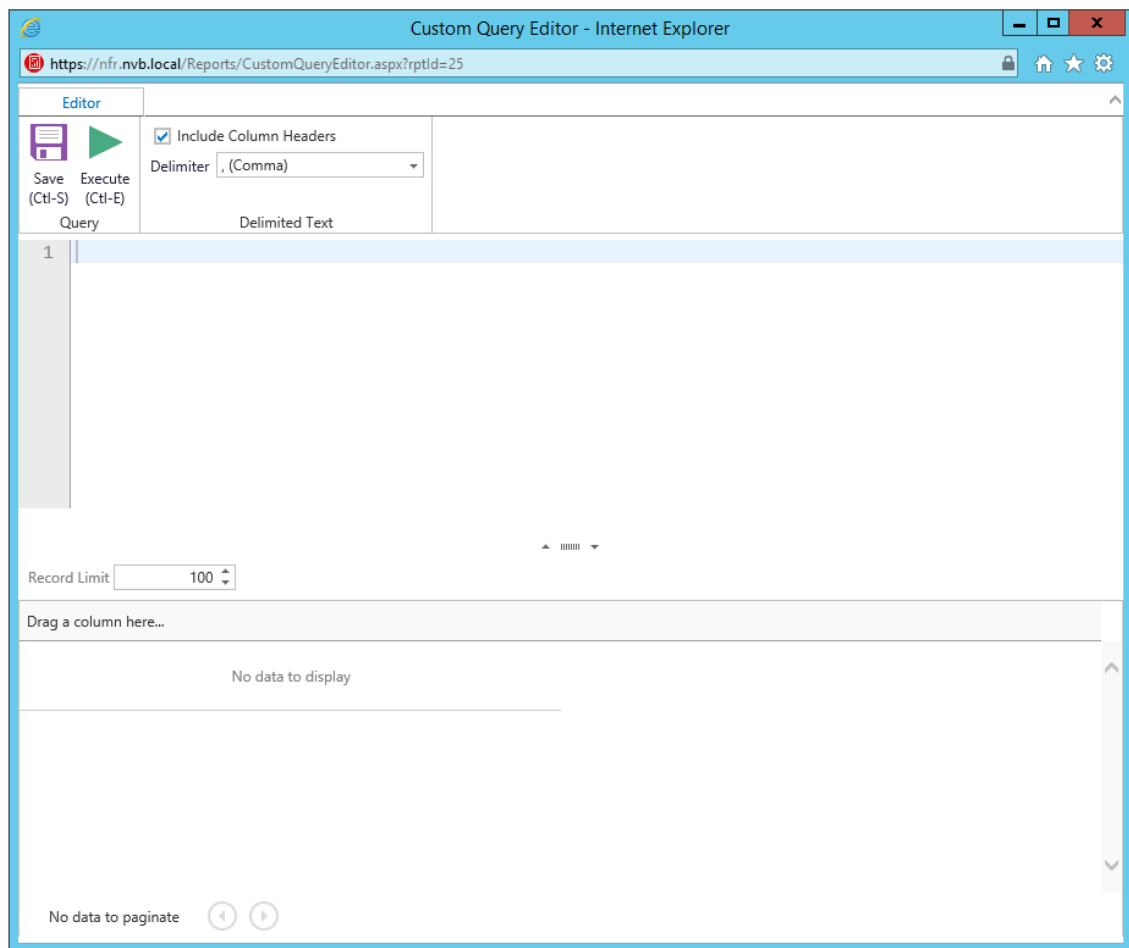 Custom Query Editor - Internet Explorer
https://nfr.nvb.local/Reports/CustomQueryEditor.aspx?rptId=25
Editor
Include Column Headers
Delimiter , (Comma)
Save Execute
(Ctl-S) (Ctl-E)
Query Delimited Text
1
Record Limit 100
Drag a column here...
No data to display
No data to paginate